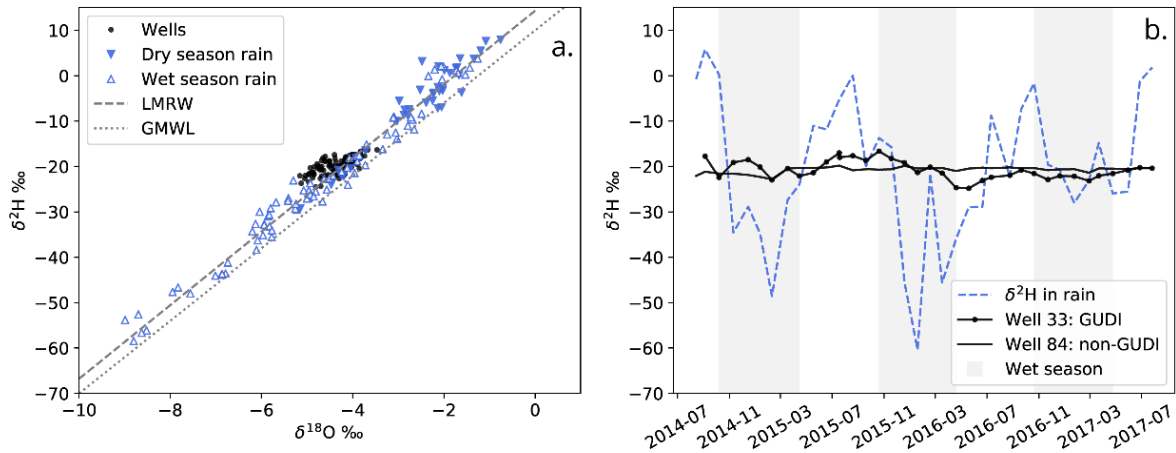 a.
Wells
Dry season rain
Wet season rain
LMRW
GMWL
10
0
−10
−20
−30
−40
−50
−60
−70
δ²H ‰
−10
−8
−6
−4
−2
0
δ¹⁸O ‰
b.
10
0
−10
−20
−30
−40
−50
−60
−70
δ²H ‰
δ²H in rain
Well 33: GUDI
Well 84: non-GUDI
Wet season
2014-07
2014-11
2015-03
2015-07
2015-11
2016-03
2016-07
2016-11
2017-03
2017-07